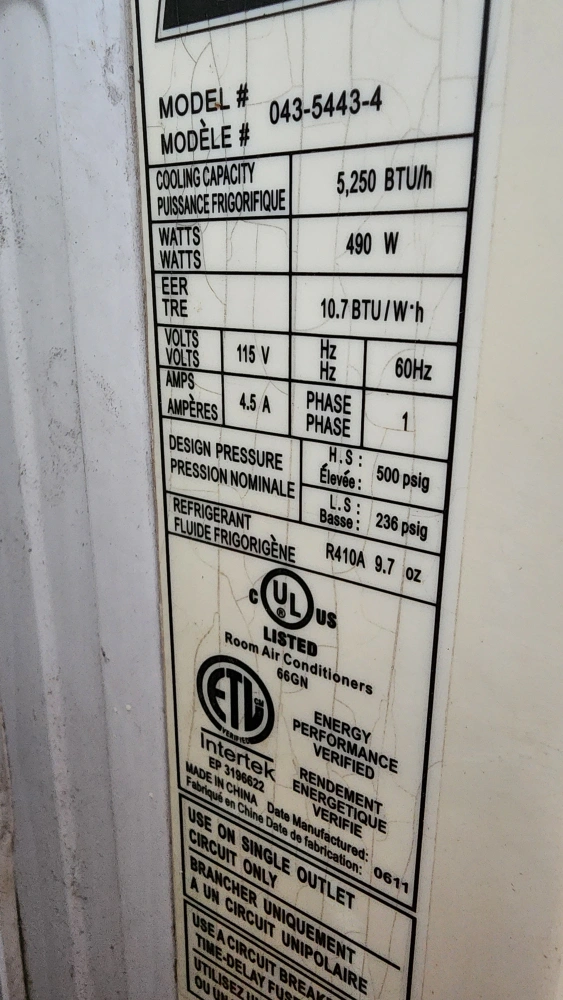 MODEL #
MODÈLE # 043-5443-4
COOLING CAPACITY
PUISSANCE FRIGORIFIQUE
5,250 BTU/h
WATTS
WATTS
490 W
EER
TRE
10.7 BTU/W·h
VOLTS
VOLTS
115 V
Hz
Hz
60Hz
AMPS
AMPÈRES
4.5 A
PHASE
PHASE
1
DESIGN PRESSURE
PRESSION NOMINALE
H.S :
Élevée :
500 psig
L.S :
Basse :
236 psig
REFRIGERANT
FLUIDE FRIGORIGÈNE
R410A 9.7 oz
C UL ® US
LISTED
Room Air Conditioners
66GN
ETL CM
VERIFIED
Intertek
EP 3196622
ENERGY
PERFORMANCE
VERIFIED
RENDEMENT
ENERGETIQUE
VERIFIE
MADE IN CHINA Date Manufactured:
Fabriqué en Chine Date de fabrication: 0611
USE ON SINGLE OUTLET
CIRCUIT ONLY
BRANCHER UNIQUEMENT
A UN CIRCUIT UNIPOLAIRE
USE A CIRCUIT
TIME-DELAY